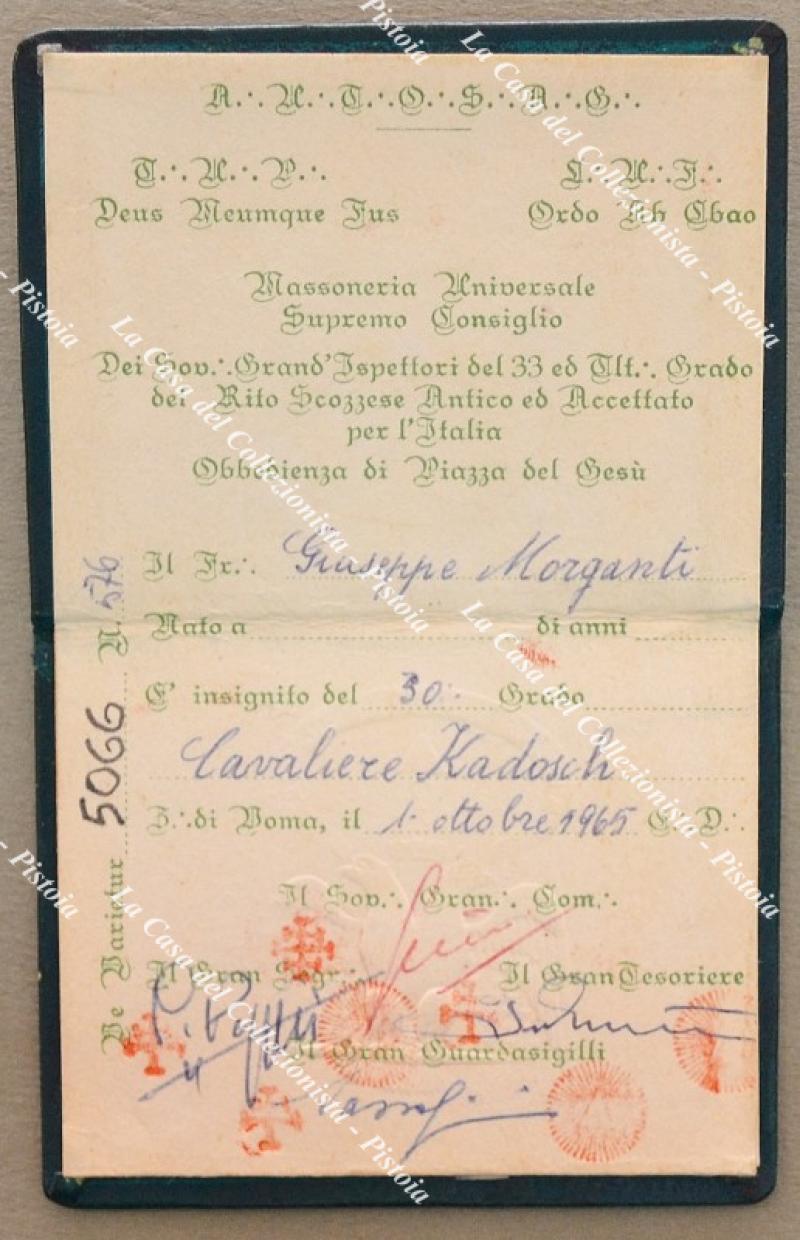 A∴ U∴ T∴ O∴ S∴ A∴ G∴
T∴ U∴ P∴ L∴ U∴ F∴
Deus Meumque Jus Ordo Ab Chao
Massoneria Universale
Supremo Consiglio
Dei Sov∴ Grand'Ispettori del 33 ed Ult∴ Grado
del Rito Scozzese Antico ed Accettato
per l'Italia
Obbedienza di Piazza del Gesù
Il Fr∴ Giuseppe Morganti
Nato a di anni
E' insignito del 30∴ Grado
Cavaliere Kadosch
Z∴ di Roma, il 1 ottobre 1965 E∴ D∴
Il Sov∴ Gran∴ Com∴
Il Gran Segr∴ Il Gran Tesoriere
Il Gran Guardasigilli
Ne Varietur 5066 N. 576
La Casa del Collezionista - Pistoia